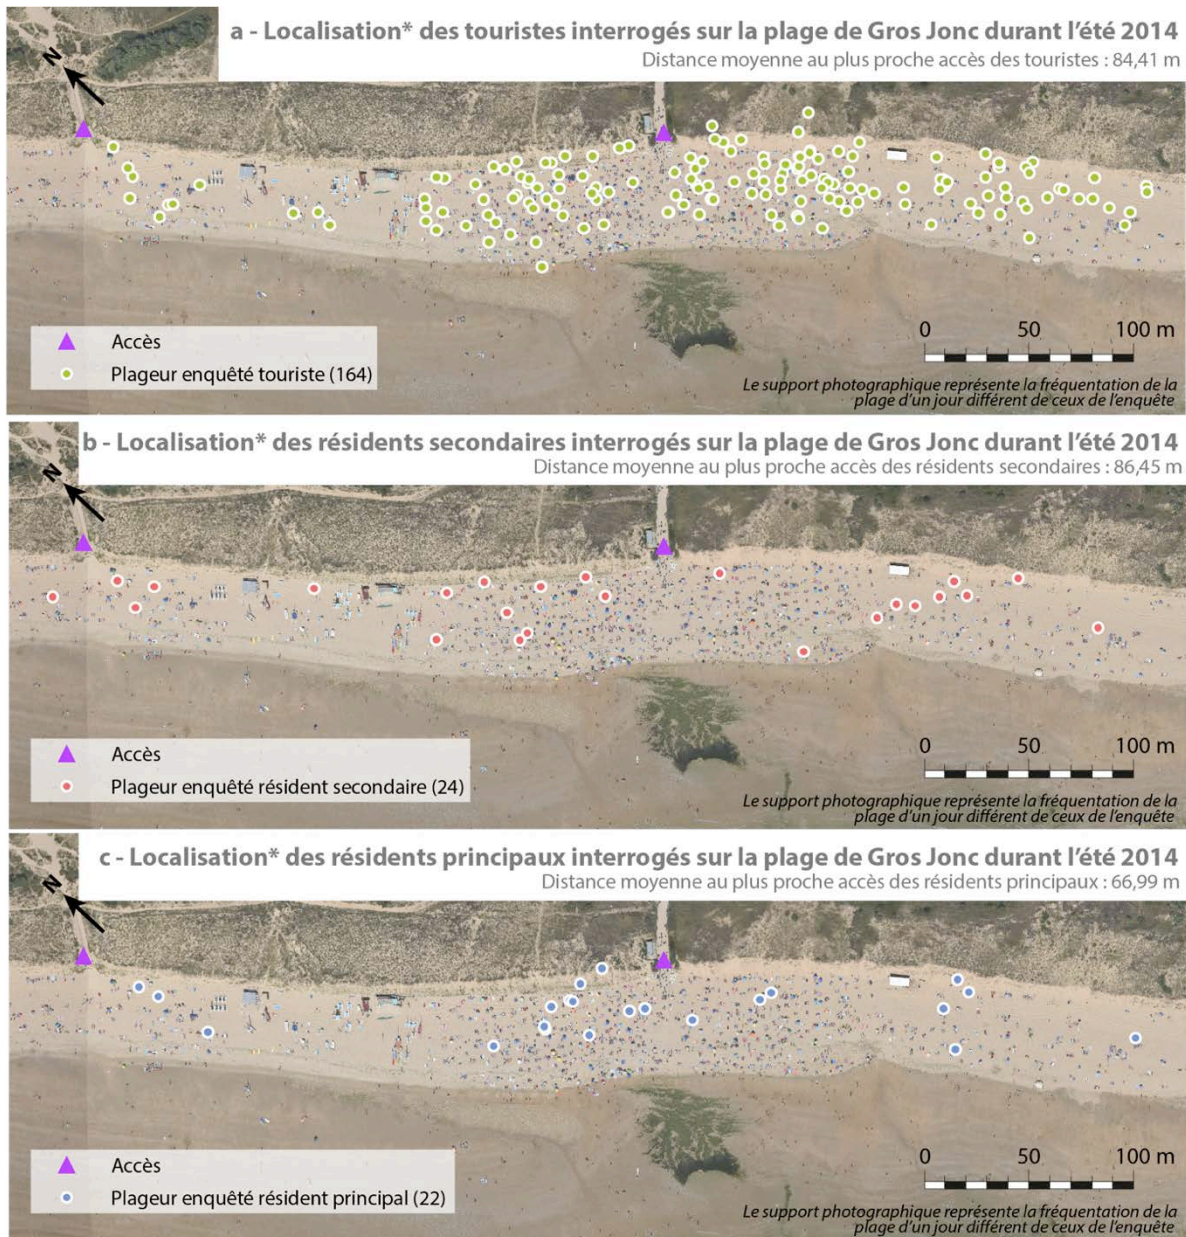 a - Localisation* des touristes interrogés sur la plage de Gros Jonc durant l'été 2014
Distance moyenne au plus proche accès des touristes : 84,41 m
N
Accès
Plageur enquêté touriste (164)
0 50 100 m
Le support photographique représente la fréquentation de la
plage d'un jour différent de ceux de l'enquête
b - Localisation* des résidents secondaires interrogés sur la plage de Gros Jonc durant l'été 2014
Distance moyenne au plus proche accès des résidents secondaires : 86,45 m
N
Accès
Plageur enquêté résident secondaire (24)
0 50 100 m
Le support photographique représente la fréquentation de la
plage d'un jour différent de ceux de l'enquête
c - Localisation* des résidents principaux interrogés sur la plage de Gros Jonc durant l'été 2014
Distance moyenne au plus proche accès des résidents principaux : 66,99 m
N
Accès
Plageur enquêté résident principal (22)
0 50 100 m
Le support photographique représente la fréquentation de la
plage d'un jour différent de ceux de l'enquête